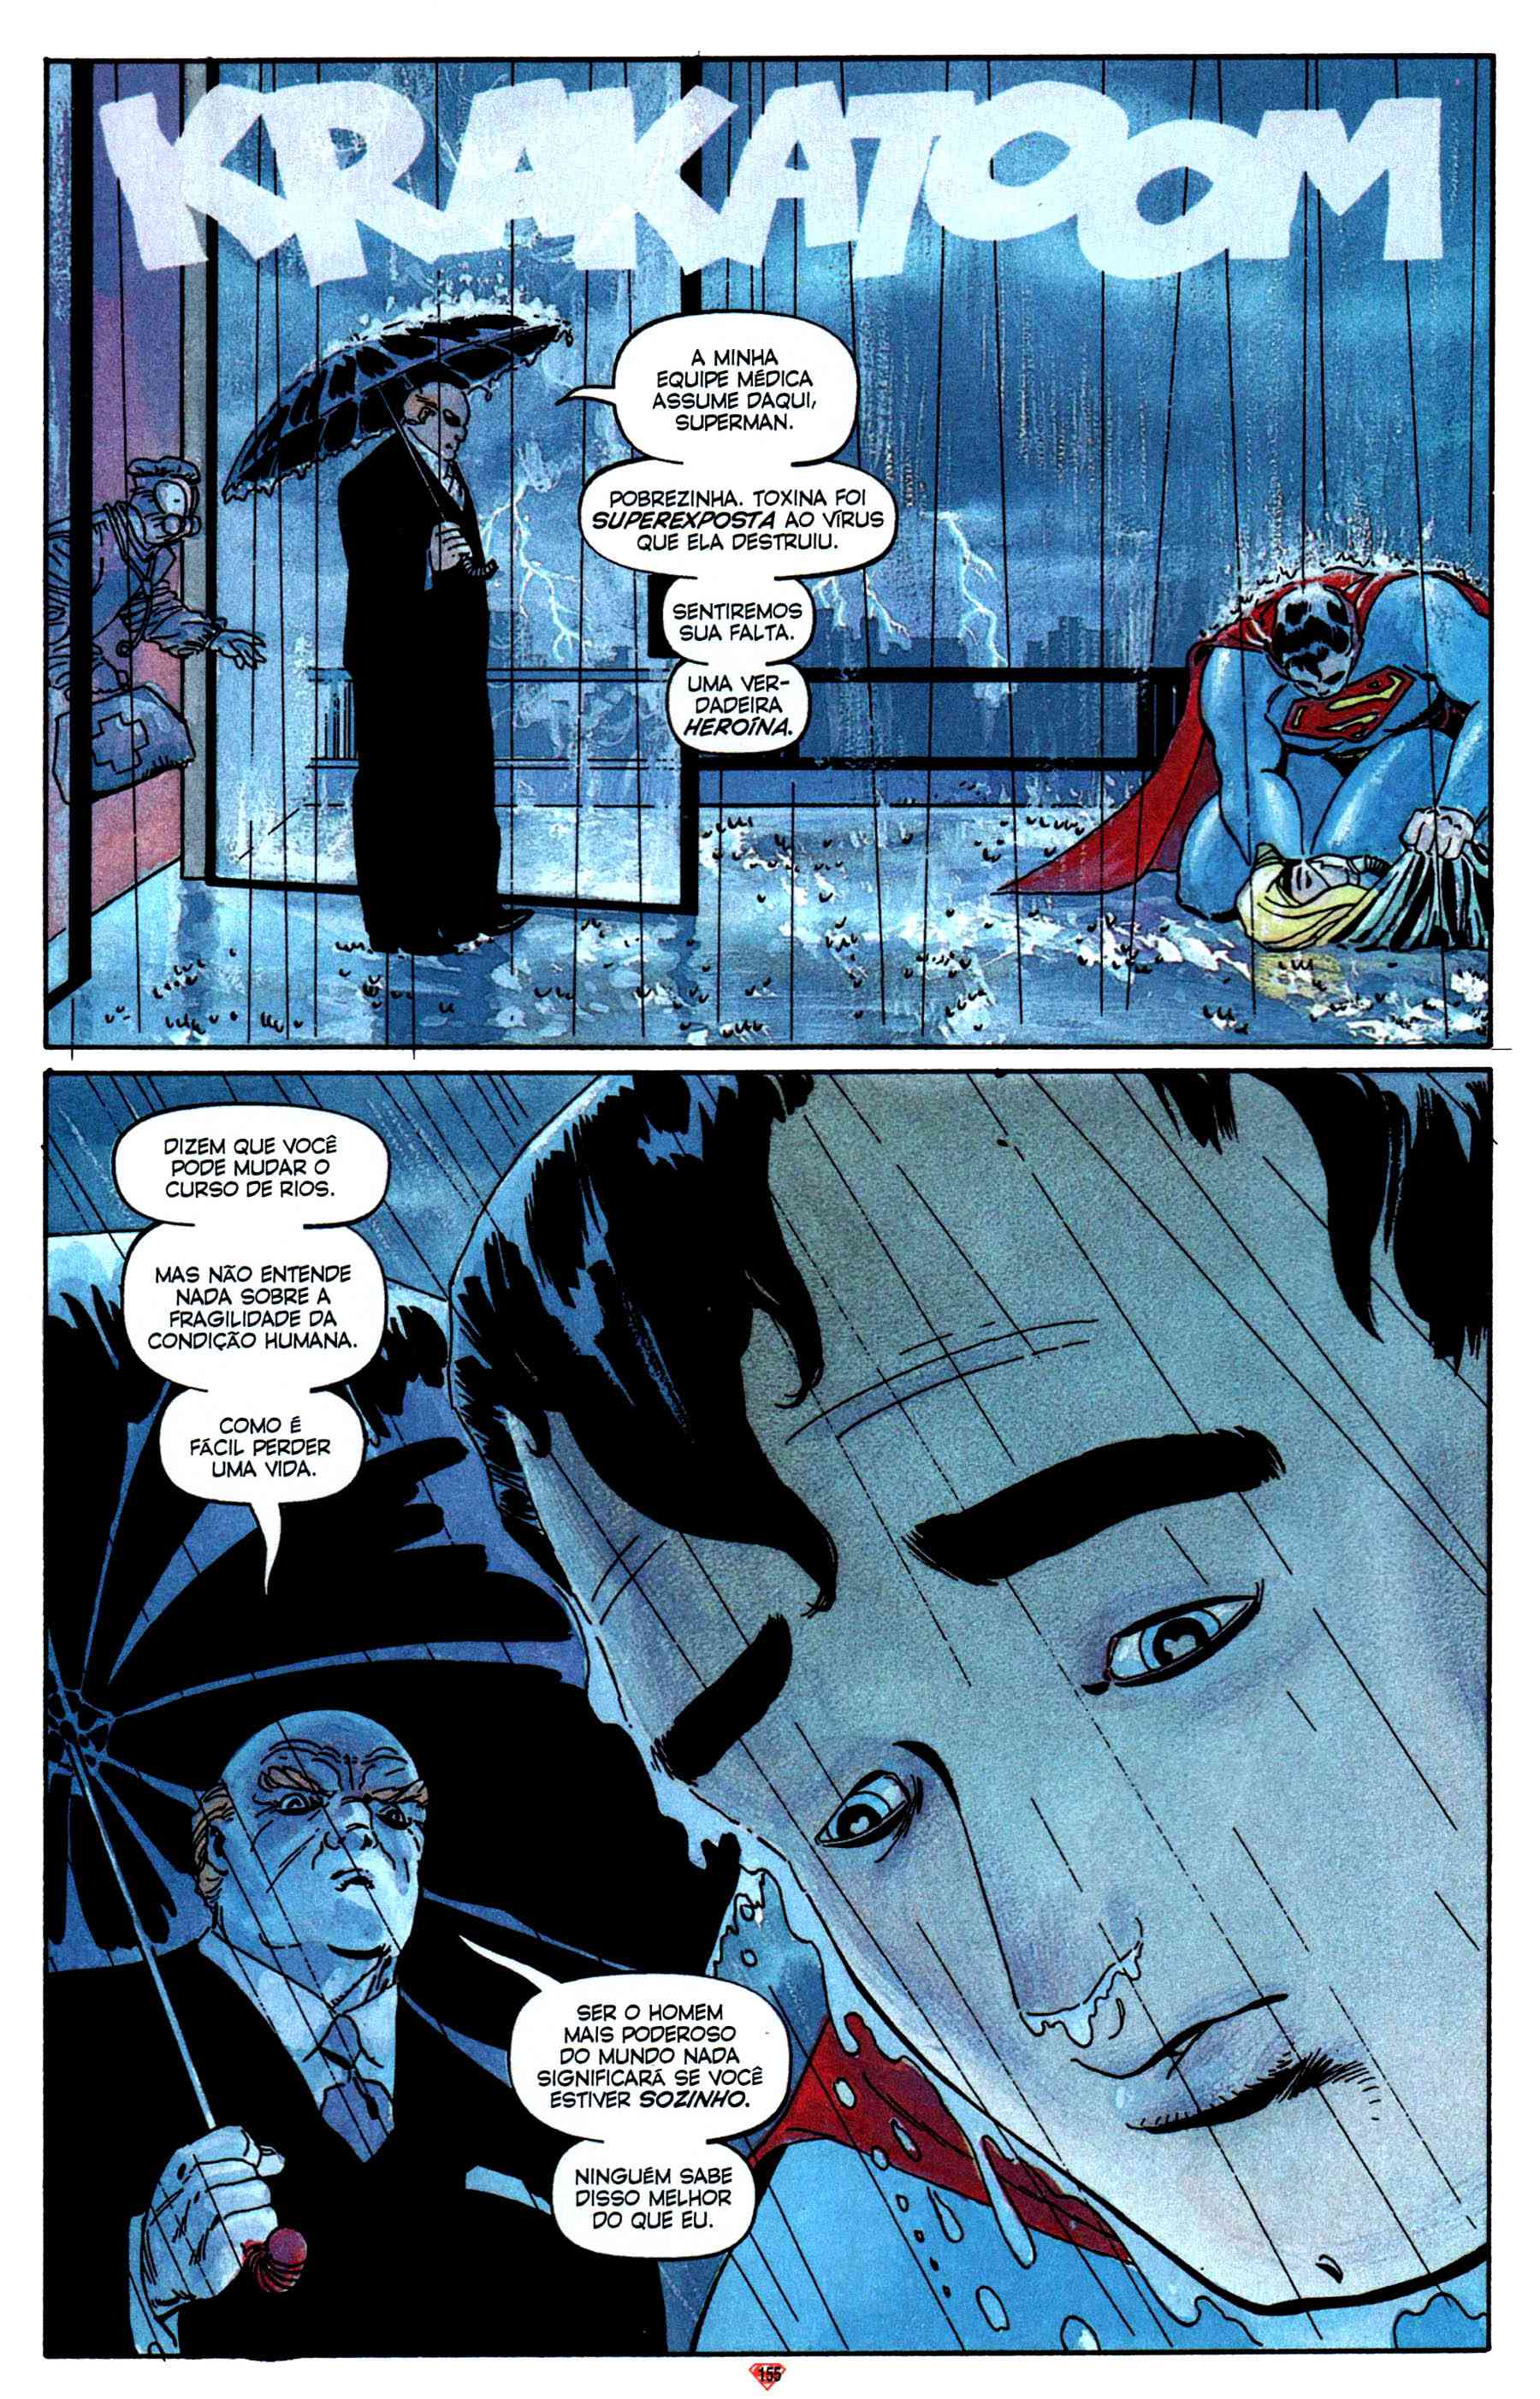 KRAKATOOM
A MINHA
EQUIPE MÉDICA
ASSUME DAQUI,
SUPERMAN.
POBREZINHA. TOXINA FOI
SUPEREXPOSTA AO VÍRUS
QUE ELA DESTRUIU.
SENTIREMOS
SUA FALTA.
UMA VER-
DADEIRA
HEROÍNA.
DIZEM QUE VOCÊ
PODE MUDAR O
CURSO DE RIOS.
MAS NÃO ENTENDE
NADA SOBRE A
FRAGILIDADE DA
CONDIÇÃO HUMANA.
COMO É
FÁCIL PERDER
UMA VIDA.
SER O HOMEM
MAIS PODEROSO
DO MUNDO NADA
SIGNIFICARÁ SE VOCÊ
ESTIVER SOZINHO.
NINGUÉM SABE
DISSO MELHOR
DO QUE EU.
155